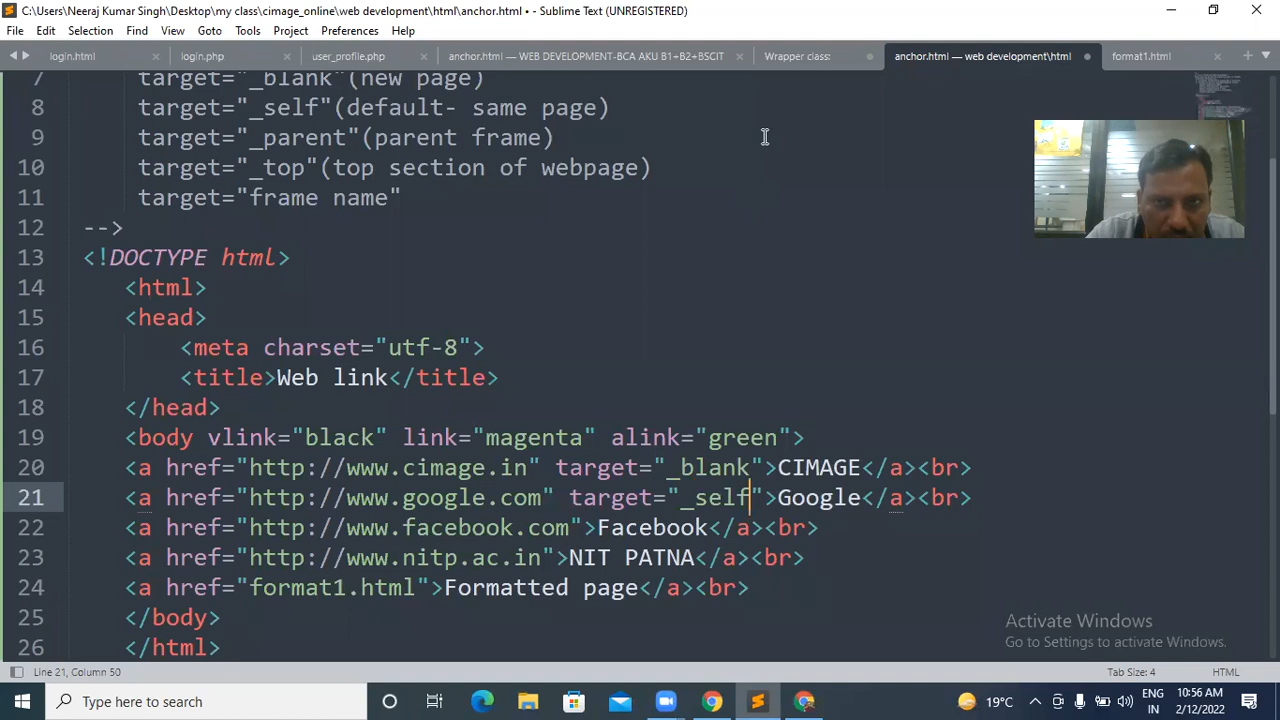 C:\Users\Neeraj Kumar Singh\Desktop\my class\cimage_online\web development\html\anchor.html • - Sublime Text (UNREGISTERED)
File Edit Selection Find View Goto Tools Project Preferences Help
login.html login.php user_profile.php anchor.html — WEB DEVELOPMENT-BCA AKU B1+B2+BSCIT Wrapper class: anchor.html — web development\html format1.html
7 target="_blank"(new page)
8 target="_self"(default- same page)
9 target="_parent"(parent frame)
10 target="_top"(top section of webpage)
11 target="frame name"
12 -->
13 <!DOCTYPE html>
14 <html>
15 <head>
16 <meta charset="utf-8">
17 <title>Web link</title>
18 </head>
19 <body vlink="black" link="magenta" alink="green">
20 <a href="http://www.cimage.in" target="_blank">CIMAGE</a><br>
21 <a href="http://www.google.com" target="_self">Google</a><br>
22 <a href="http://www.facebook.com">Facebook</a><br>
23 <a href="http://www.nitp.ac.in">NIT PATNA</a><br>
24 <a href="format1.html">Formatted page</a><br>
25 </body>
26 </html>
Activate Windows
Go to Settings to activate Windows.
Line 21, Column 50 Tab Size: 4 HTML
Type here to search 19°C ENG IN 10:56 AM 2/12/2022